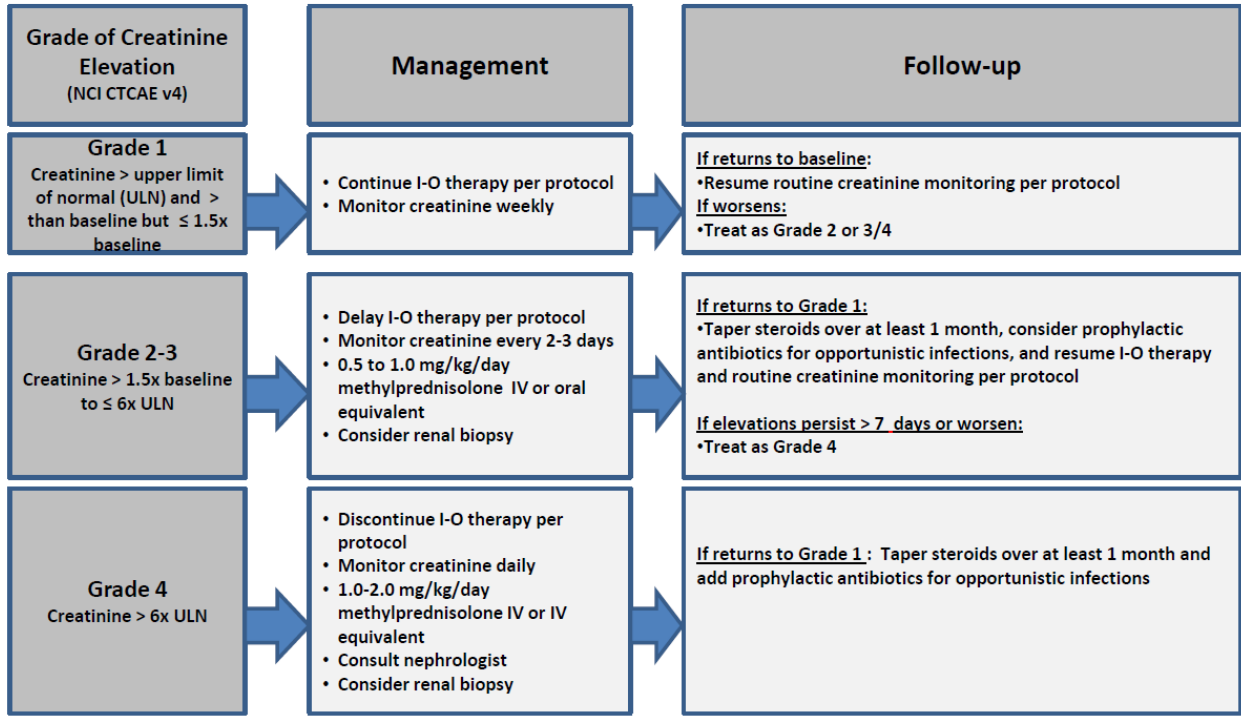 Grade of Creatinine
Elevation
(NCI CTCAE v4)
Management
Follow-up
Grade 1
Creatinine > upper limit
of normal (ULN) and >
than baseline but ≤ 1.5x
baseline
• Continue I-O therapy per protocol
• Monitor creatinine weekly
If returns to baseline:
•Resume routine creatinine monitoring per protocol
If worsens:
•Treat as Grade 2 or 3/4
Grade 2-3
Creatinine > 1.5x baseline
to ≤ 6x ULN
• Delay I-O therapy per protocol
• Monitor creatinine every 2-3 days
• 0.5 to 1.0 mg/kg/day
methylprednisolone IV or oral
equivalent
• Consider renal biopsy
If returns to Grade 1:
•Taper steroids over at least 1 month, consider prophylactic
antibiotics for opportunistic infections, and resume I-O therapy
and routine creatinine monitoring per protocol
If elevations persist > 7 days or worsen:
•Treat as Grade 4
Grade 4
Creatinine > 6x ULN
• Discontinue I-O therapy per
protocol
• Monitor creatinine daily
• 1.0-2.0 mg/kg/day
methylprednisolone IV or IV
equivalent
• Consult nephrologist
• Consider renal biopsy
If returns to Grade 1 : Taper steroids over at least 1 month and
add prophylactic antibiotics for opportunistic infections